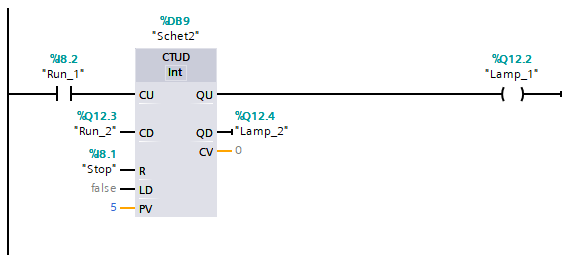 %DB9
"Schet2"
%I8.2
"Run_1"
CTUD
Int
%Q12.2
"Lamp_1"
CU
QU
%Q12.3
"Run_2"
CD
QD
%Q12.4
"Lamp_2"
CV
0
%I8.1
"Stop"
R
false
LD
5
PV